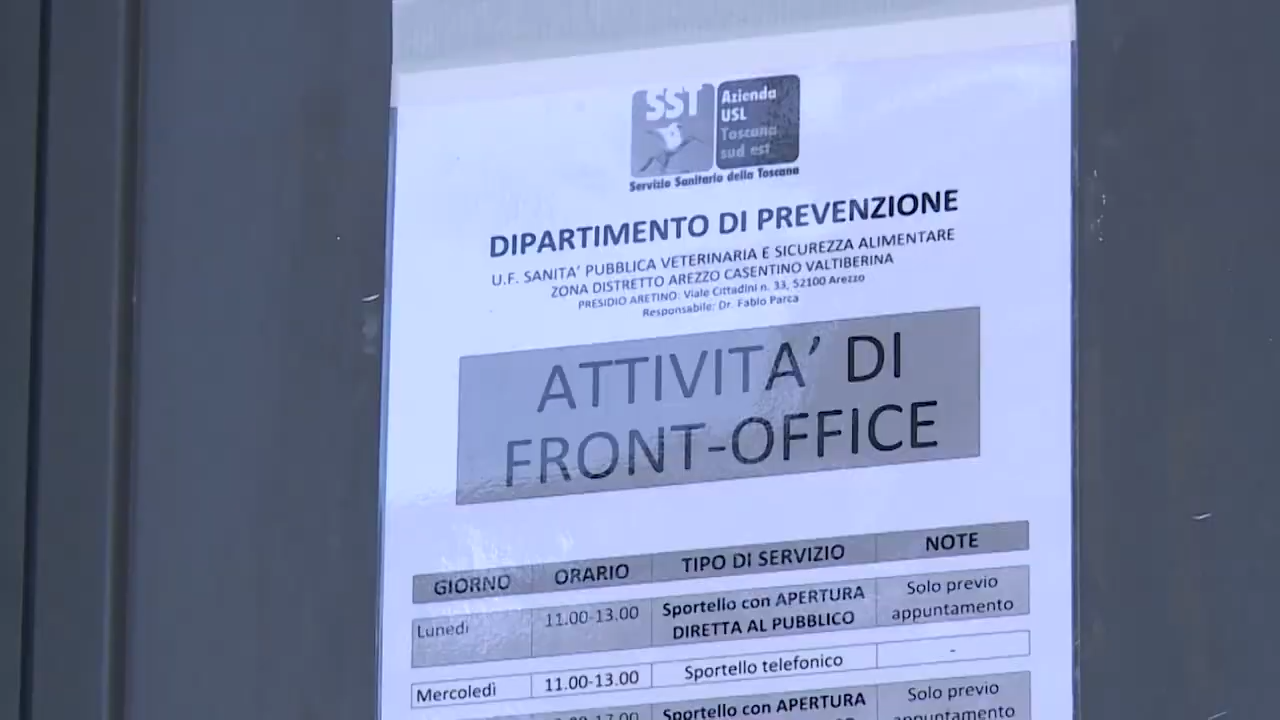 SST
Azienda
USL
Toscana
sud est
Servizio Sanitario della Toscana
DIPARTIMENTO DI PREVENZIONE
U.F. SANITA' PUBBLICA VETERINARIA E SICUREZZA ALIMENTARE
ZONA DISTRETTO AREZZO CASENTINO VALTIBERINA
PRESIDIO ARETINO: Viale Cittadini n. 33, 52100 Arezzo
Responsabile: Dr. Fabio Parca
ATTIVITA' DI
FRONT-OFFICE
GIORNO ORARIO TIPO DI SERVIZIO NOTE
Lunedì 11.00-13.00 Sportello con APERTURA DIRETTA AL PUBBLICO Solo previo appuntamento
Mercoledì 11.00-13.00 Sportello telefonico -
Sportello con APERTURA Solo previo
appuntamento